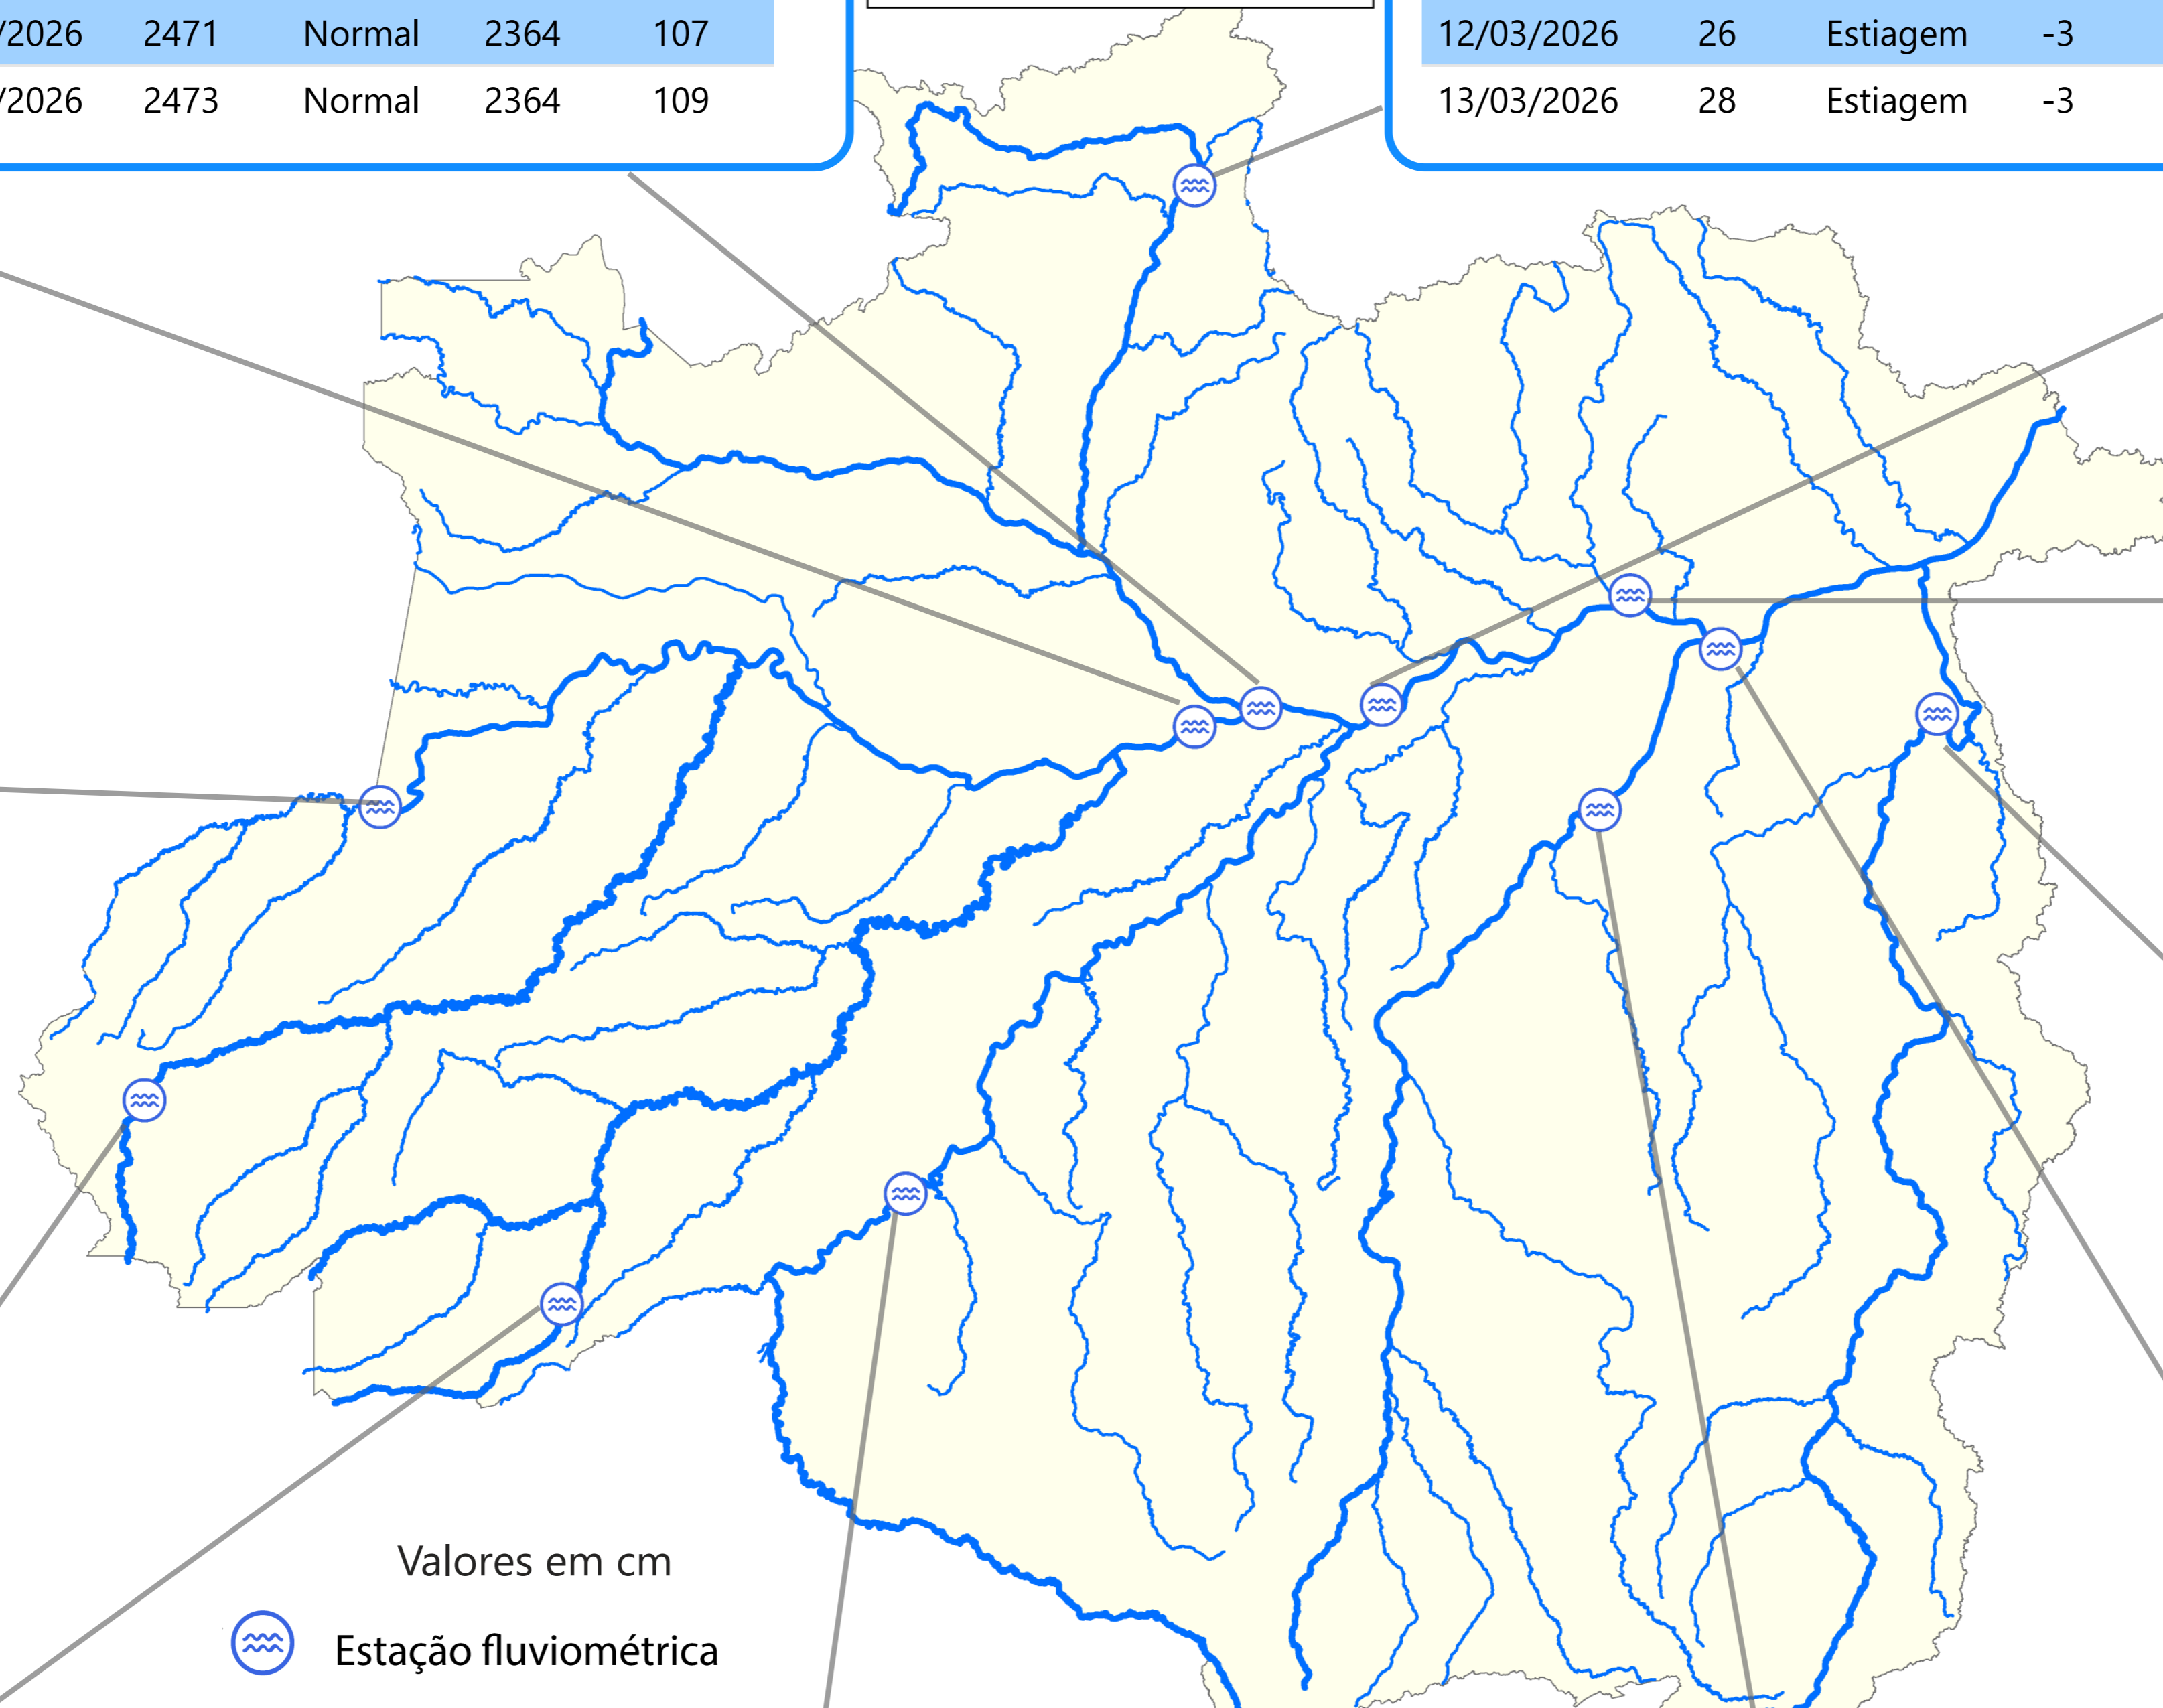 /2026 2471 Normal 2364 107
/2026 2473 Normal 2364 109
12/03/2026 26 Estiagem -3
13/03/2026 28 Estiagem -3
Valores em cm
Estação fluviométrica